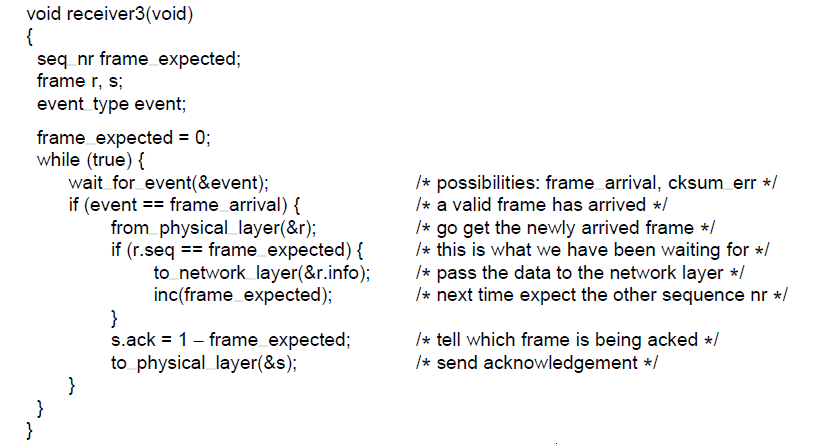 void receiver3(void)
{
seq_nr frame_expected;
frame r, s;
event_type event;
frame_expected = 0;
while (true) {
wait_for_event(&event); /* possibilities: frame_arrival, cksum_err */
if (event == frame_arrival) { /* a valid frame has arrived */
from_physical_layer(&r); /* go get the newly arrived frame */
if (r.seq == frame_expected) { /* this is what we have been waiting for */
to_network_layer(&r.info); /* pass the data to the network layer */
inc(frame_expected); /* next time expect the other sequence nr */
}
s.ack = 1 – frame_expected; /* tell which frame is being acked */
to_physical_layer(&s); /* send acknowledgement */
}
}
}